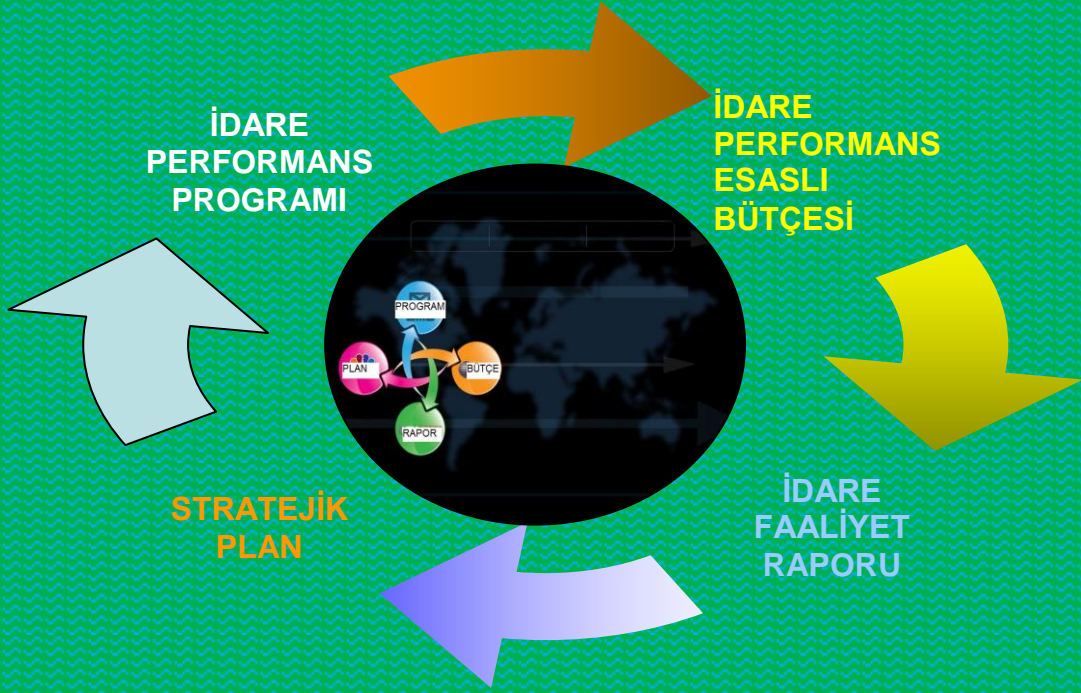 İDARE
PERFORMANS
PROGRAMI
İDARE
PERFORMANS
ESASLI
BÜTÇESİ
PROGRAM
PLAN
BÜTÇE
RAPOR
STRATEJİK
PLAN
İDARE
FAALİYET
RAPORU